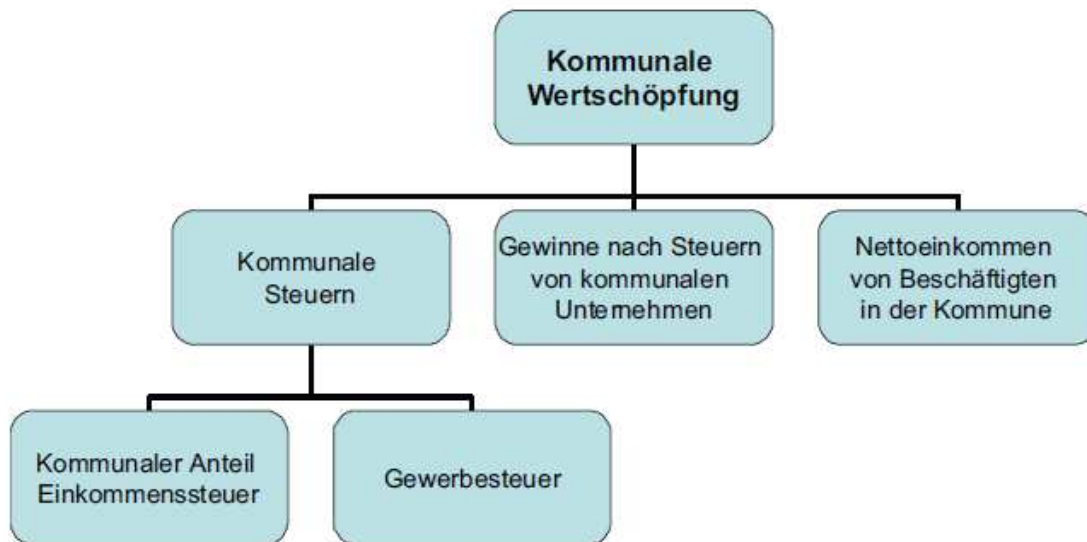 Kommunale
Wertschöpfung
Kommunale
Steuern
Gewinne nach Steuern
von kommunalen
Unternehmen
Nettoeinkommen
von Beschäftigten
in der Kommune
Kommunaler Anteil
Einkommenssteuer
Gewerbesteuer